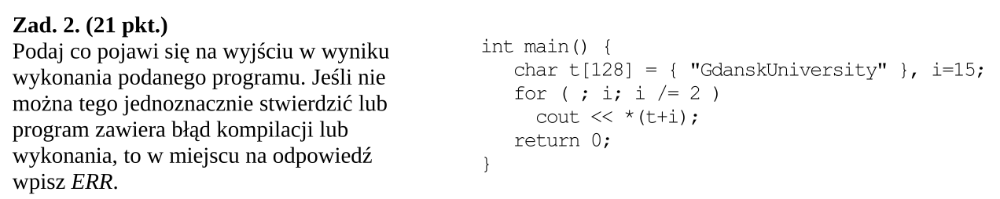 Zad. 2. (21 pkt.)
Podaj co pojawi się na wyjściu w wyniku
wykonania podanego programu. Jeśli nie
można tego jednoznacznie stwierdzić lub
program zawiera błąd kompilacji lub
wykonania, to w miejscu na odpowiedź
wpisz ERR.
int main() {
   char t[128] = { "GdanskUniversity" }, i=15;
   for ( ; i; i /= 2 )
     cout << *(t+i);
   return 0;
}